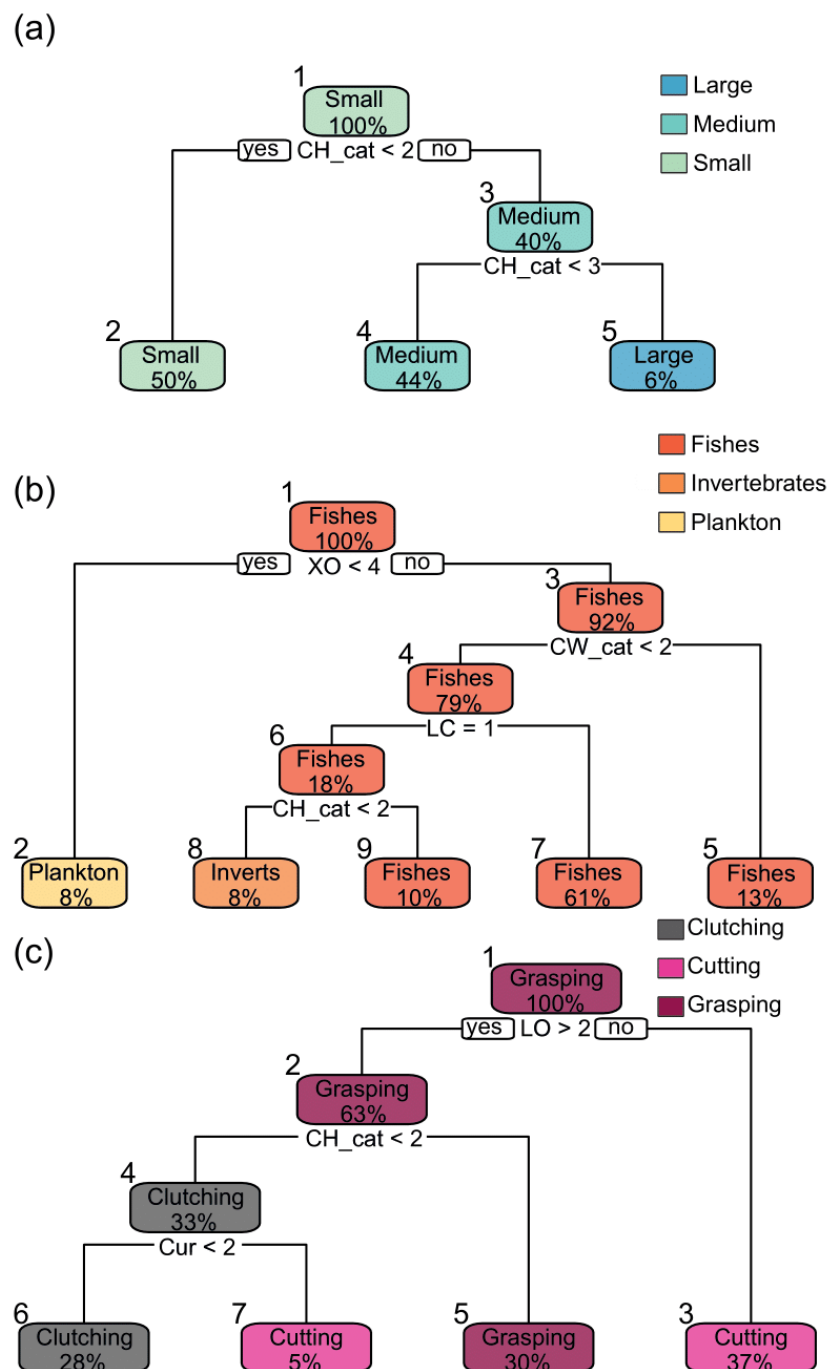 (a)
1
Small
100%
yes CH_cat < 2 no
Large
Medium
Small
3
Medium
40%
CH_cat < 3
2
Small
50%
4
Medium
44%
5
Large
6%
Fishes
Invertebrates
Plankton
(b)
1
Fishes
100%
yes XO < 4 no
3
Fishes
92%
CW_cat < 2
4
Fishes
79%
LC = 1
6
Fishes
18%
CH_cat < 2
2
Plankton
8%
8
Inverts
8%
9
Fishes
10%
7
Fishes
61%
5
Fishes
13%
Clutching
Cutting
Grasping
(c)
1
Grasping
100%
yes LO > 2 no
2
Grasping
63%
CH_cat < 2
4
Clutching
33%
Cur < 2
6
Clutching
28%
7
Cutting
5%
5
Grasping
30%
3
Cutting
37%